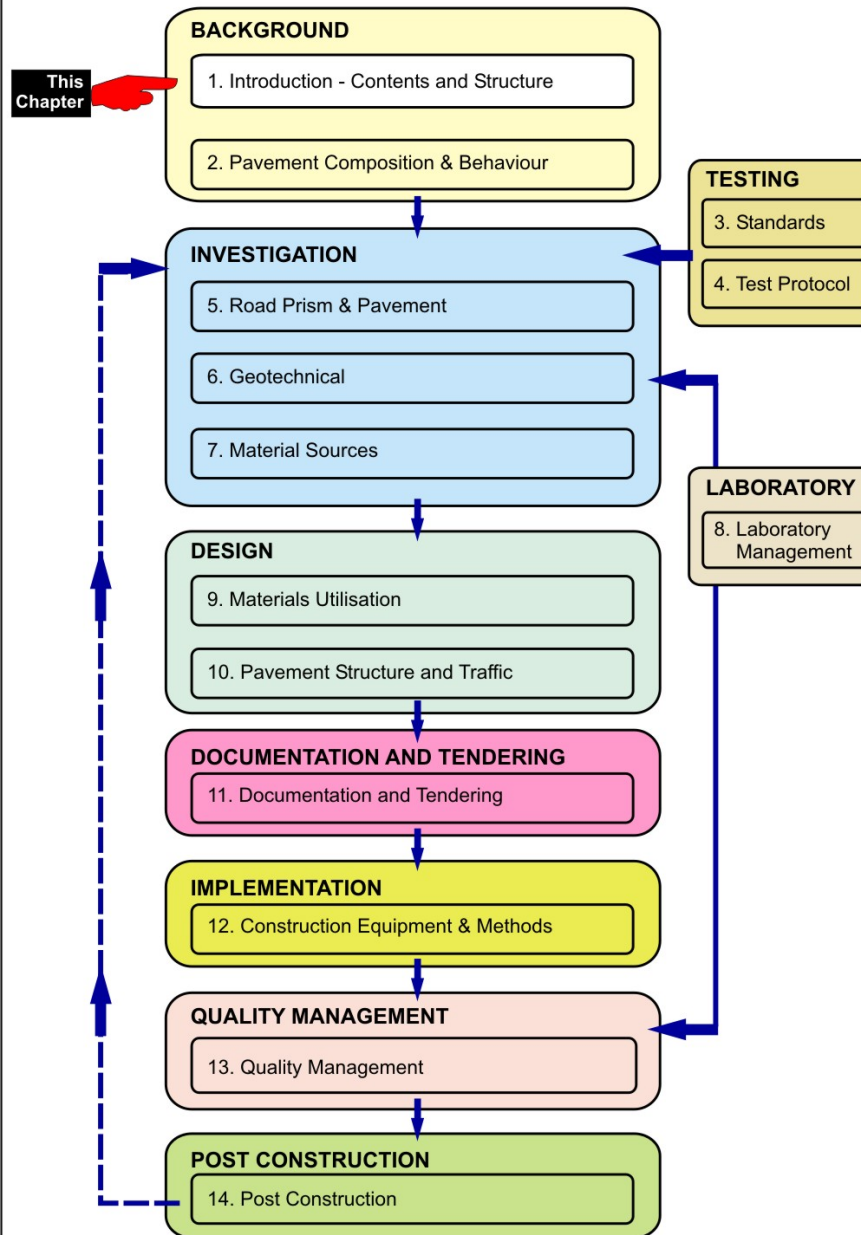 BACKGROUND
This
Chapter
1. Introduction - Contents and Structure
2. Pavement Composition & Behaviour
TESTING
3. Standards
4. Test Protocol
INVESTIGATION
5. Road Prism & Pavement
6. Geotechnical
7. Material Sources
LABORATORY
8. Laboratory
Management
DESIGN
9. Materials Utilisation
10. Pavement Structure and Traffic
DOCUMENTATION AND TENDERING
11. Documentation and Tendering
IMPLEMENTATION
12. Construction Equipment & Methods
QUALITY MANAGEMENT
13. Quality Management
POST CONSTRUCTION
14. Post Construction